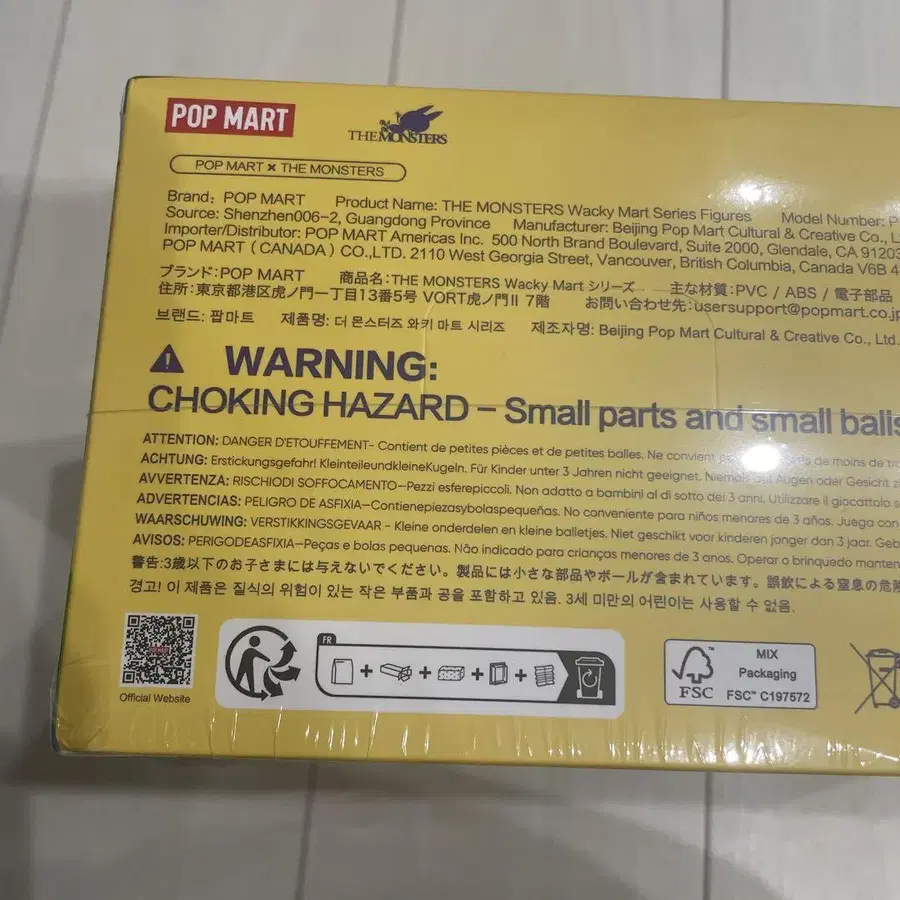 POP MART
THE MONSTERS
POP MART × THE MONSTERS
Brand: POP MART Product Name: THE MONSTERS Wacky Mart Series Figures Model Number:
Source: Shenzhen006-2, Guangdong Province Manufacturer: Beijing Pop Mart Cultural & Creative Co.,
Importer/Distributor: POP MART Americas Inc. 500 North Brand Boulevard, Suite 2000, Glendale, CA 91203
POP MART (CANADA) CO.,LTD. 2110 West Georgia Street, Vancouver, British Columbia, Canada V6B
ブランド:POP MART 商品名:THE MONSTERS Wacky Mart シリーズ 主な材質:PVC / ABS / 電子部品
住所:東京都港区虎ノ門一丁目13番5号 VORT虎ノ門II 7階 お問い合わせ先:usersupport@popmart.co.jp
브랜드: 팝마트 제품명: 더 몬스터즈 와키 마트 시리즈 제조자명: Beijing Pop Mart Cultural & Creative Co., Ltd.
WARNING:
CHOKING HAZARD – Small parts and small balls
ATTENTION: DANGER D'ETOUFFEMENT- Contient de petites pièces et de petites balles. Ne convient de moins de
ACHTUNG: Erstickungsgefahr! KleinteileundkleineKugeln. Für Kinder unter 3 Jahren nicht geeignet. Augen oder Gesicht
AVVERTENZA: RISCHIODI SOFFOCAMENTO—Pezzi esferepiccoli. Non adatto a bambini al di sotto dei 3 anni. Utilizzare il giocattolo
ADVERTENCIAS: PELIGRO DE ASFIXIA—Contienepiezasybolaspequeñas. No conveniente para niños menores de 3 años. Juega con
WAARSCHUWING: VERSTIKKINGSGEVAAR - Kleine onderdelen en kleine balletjes. Niet geschikt voor kinderen jonger dan 3 jaar.
AVISOS: PERIGODEASFIXIA—Peças e bolas pequenas. Não indicado para crianças menores de 3 anos. Operar o brinquedo
警告:3歳以下のお子さまには与えないでください。製品には小さな部品やボールが含まれています。誤飲による窒息の危険
경고! 이 제품은 질식의 위험이 있는 작은 부품과 공을 포함하고 있음. 3세 미만의 어린이는 사용할 수 없음.
POP MART
Official Website
FR
FSC
MIX
Packaging
FSC™ C197572